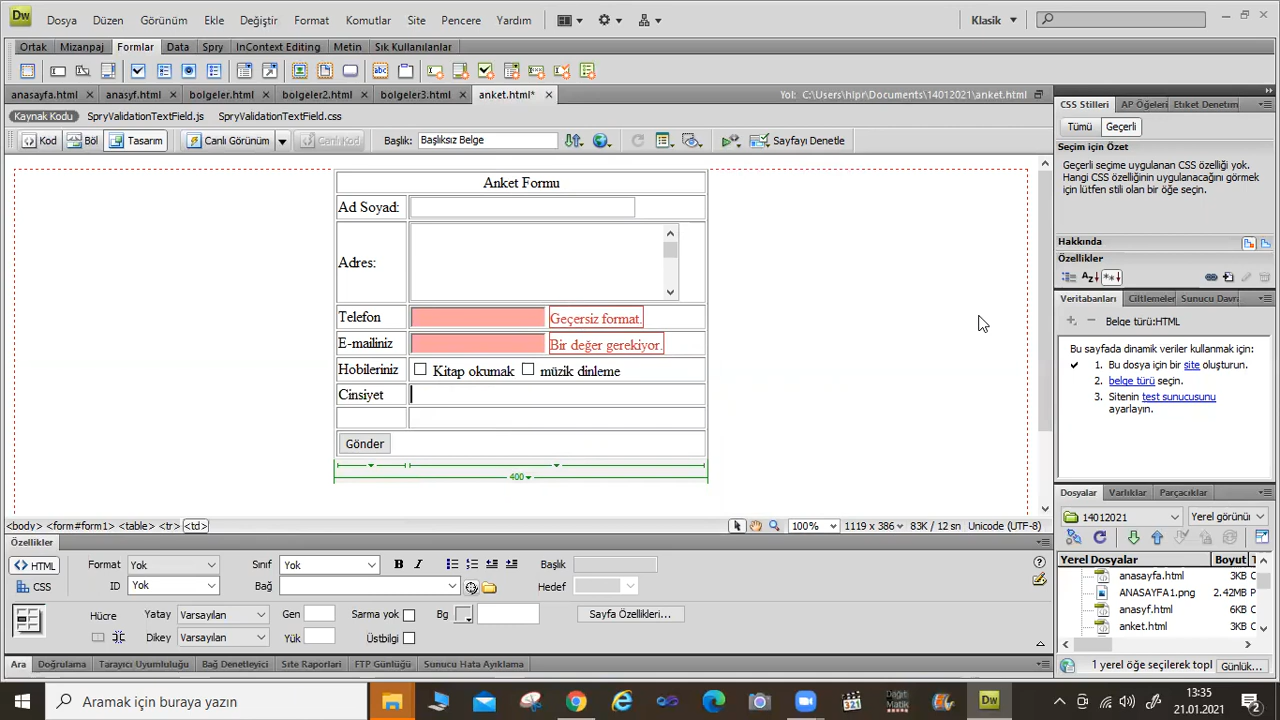 Dw Dosya Düzen Görünüm Ekle Değiştir Format Komutlar Site Pencere Yardım Klasik
Ortak Mizanpaj Formlar Data Spry InContext Editing Metin Sık Kullanılanlar
anasayfa.html anasyf.html bolgeler.html bolgeler2.html bolgeler3.html anket.html* Yol: C:\Users\hlpr\Documents\14012021\anket.html
Kaynak Kodu SpryValidationTextField.js SpryValidationTextField.css
Kod Böl Tasarım Canlı Görünüm Canlı Kod Başlık: Başlıksız Belge Sayfayı Denetle
Anket Formu
Ad Soyad:
Adres:
Telefon Geçersiz format.
E-mailiniz Bir değer gerekiyor.
Hobileriniz Kitap okumak müzik dinleme
Cinsiyet
Gönder
400
<body> <form#form1> <table> <tr> <td> 100% 1119 x 386 83K / 12 sn Unicode (UTF-8)
Özellikler
HTML Format Yok Sınıf Yok B I Başlık
CSS ID Yok Bağ Hedef
Hücre Yatay Varsayılan Gen Sarma yok Bg Sayfa Özellikleri...
Dikey Varsayılan Yük Üstbilgi
Ara Doğrulama Tarayıcı Uyumluluğu Bağ Denetleyici Site Raporlari FTP Günlüğü Sunucu Hata Ayıklama
CSS Stilleri AP Öğeleri Etiket Denetim
Tümü Geçerli
Seçim için Özet
Geçerli seçime uygulanan CSS özelliği yok.
Hangi CSS özelliğinin uygulanacağını görmek
için lütfen stili olan bir öğe seçin.
Hakkında
Özellikler
Veritabanları Ciltlemeler Sunucu Davra
Belge türü:HTML
Bu sayfada dinamik veriler kullanmak için:
1. Bu dosya için bir site oluşturun.
2. belge türü seçin.
3. Sitenin test sunucusunu
ayarlayın.
Dosyalar Varlıklar Parçacıklar
14012021 Yerel görünü
Yerel Dosyalar Boyut
anasayfa.html 3KB
ANASAYFA1.png 2.42MB
anasyf.html 6KB
anket.html 3KB
1 yerel öğe seçilerek topl Günlük...
Aramak için buraya yazın
13:35
21.01.2021